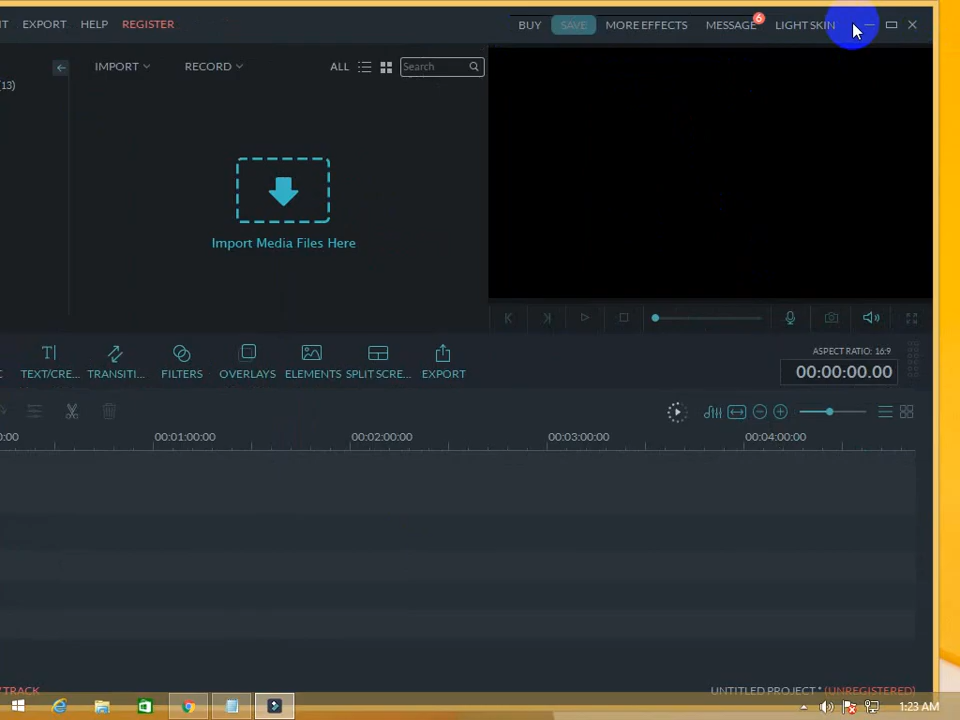 T EXPORT HELP REGISTER BUY SAVE MORE EFFECTS MESSAGE 6 LIGHT SKIN
IMPORT RECORD ALL Search
(13)
Import Media Files Here
ASPECT RATIO: 16:9
00:00:00.00
C TEXT/CRE... TRANSITI... FILTERS OVERLAYS ELEMENTS SPLIT SCRE... EXPORT
0:00 00:01:00:00 00:02:00:00 00:03:00:00 00:04:00:00
TRACK UNTITLED PROJECT * (UNREGISTERED)
1:23 AM